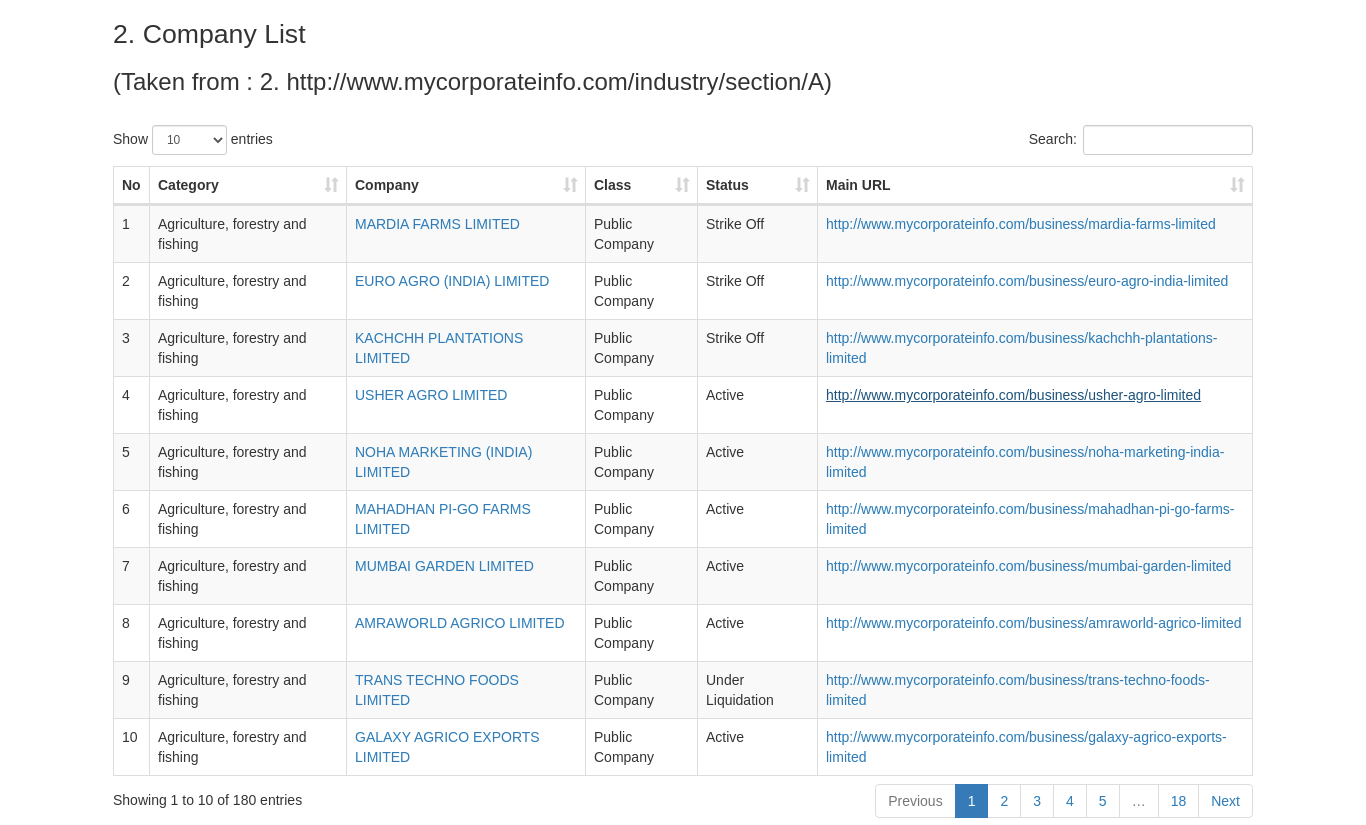 2. Company List
(Taken from : 2. http://www.mycorporateinfo.com/industry/section/A)
Show 10 entries Search:
No Category Company Class Status Main URL
1 Agriculture, forestry and MARDIA FARMS LIMITED Public Strike Off http://www.mycorporateinfo.com/business/mardia-farms-limited
fishing Company
2 Agriculture, forestry and EURO AGRO (INDIA) LIMITED Public Strike Off http://www.mycorporateinfo.com/business/euro-agro-india-limited
fishing Company
3 Agriculture, forestry and KACHCHH PLANTATIONS Public Strike Off http://www.mycorporateinfo.com/business/kachchh-plantations-
fishing LIMITED Company limited
4 Agriculture, forestry and USHER AGRO LIMITED Public Active http://www.mycorporateinfo.com/business/usher-agro-limited
fishing Company
5 Agriculture, forestry and NOHA MARKETING (INDIA) Public Active http://www.mycorporateinfo.com/business/noha-marketing-india-
fishing LIMITED Company limited
6 Agriculture, forestry and MAHADHAN PI-GO FARMS Public Active http://www.mycorporateinfo.com/business/mahadhan-pi-go-farms-
fishing LIMITED Company limited
7 Agriculture, forestry and MUMBAI GARDEN LIMITED Public Active http://www.mycorporateinfo.com/business/mumbai-garden-limited
fishing Company
8 Agriculture, forestry and AMRAWORLD AGRICO LIMITED Public Active http://www.mycorporateinfo.com/business/amraworld-agrico-limited
fishing Company
9 Agriculture, forestry and TRANS TECHNO FOODS Public Under http://www.mycorporateinfo.com/business/trans-techno-foods-
fishing LIMITED Company Liquidation limited
10 Agriculture, forestry and GALAXY AGRICO EXPORTS Public Active http://www.mycorporateinfo.com/business/galaxy-agrico-exports-
fishing LIMITED Company limited
Showing 1 to 10 of 180 entries Previous 1 2 3 4 5 … 18 Next